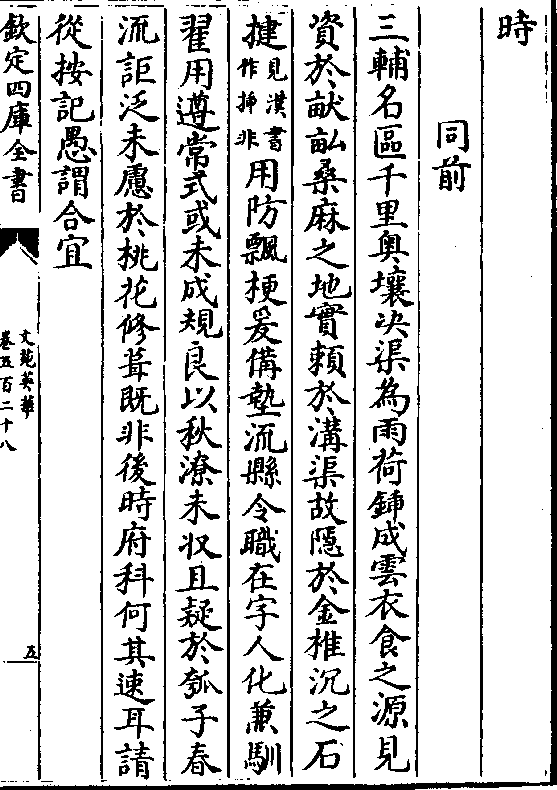 時
同前
三輔名區千里奥壤决渠為雨荷鍤成雲衣食之源見
資於畎畝桑麻之地實頼於溝渠故隠於金椎沉之石
揵見漢書作揷非用防飄梗爰備墊流縣令職在字人化兼馴
翟用遵常式或未成規良以秋潦未収且疑於瓠子春
流詎泛未慿於桃花修葺既非後時府科何其速耳請
從按記愚謂合宜
欽定四庫全書
文苑英華
卷五百二十八
五